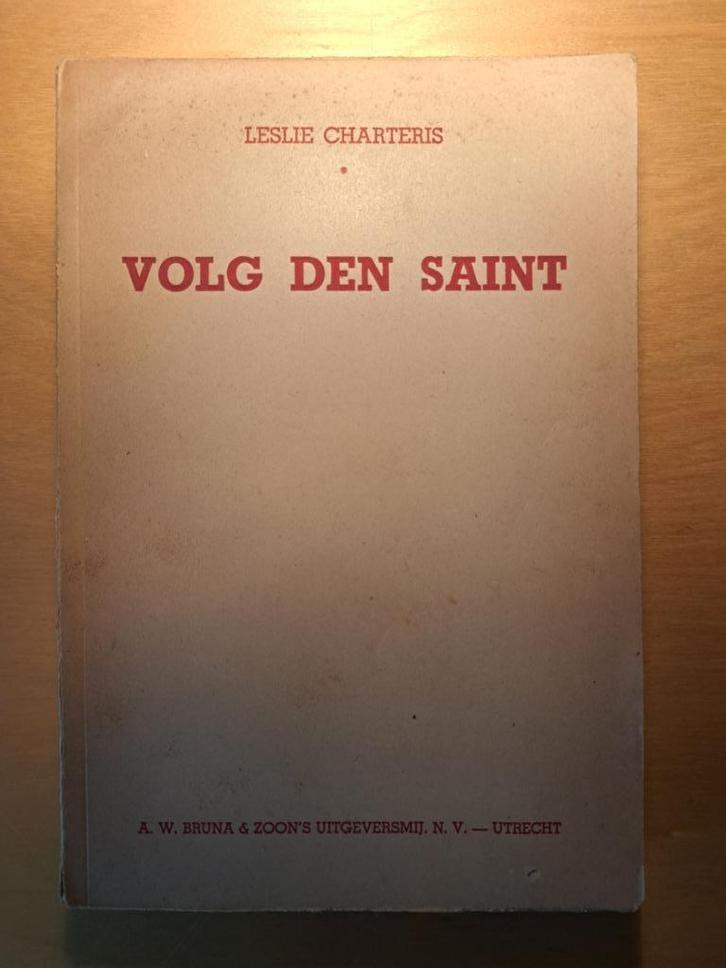 LESLIE CHARTERIS
VOLG DEN SAINT
A. W. BRUNA & ZOON'S UITGEVERSMIJ. N. V. — UTRECHT